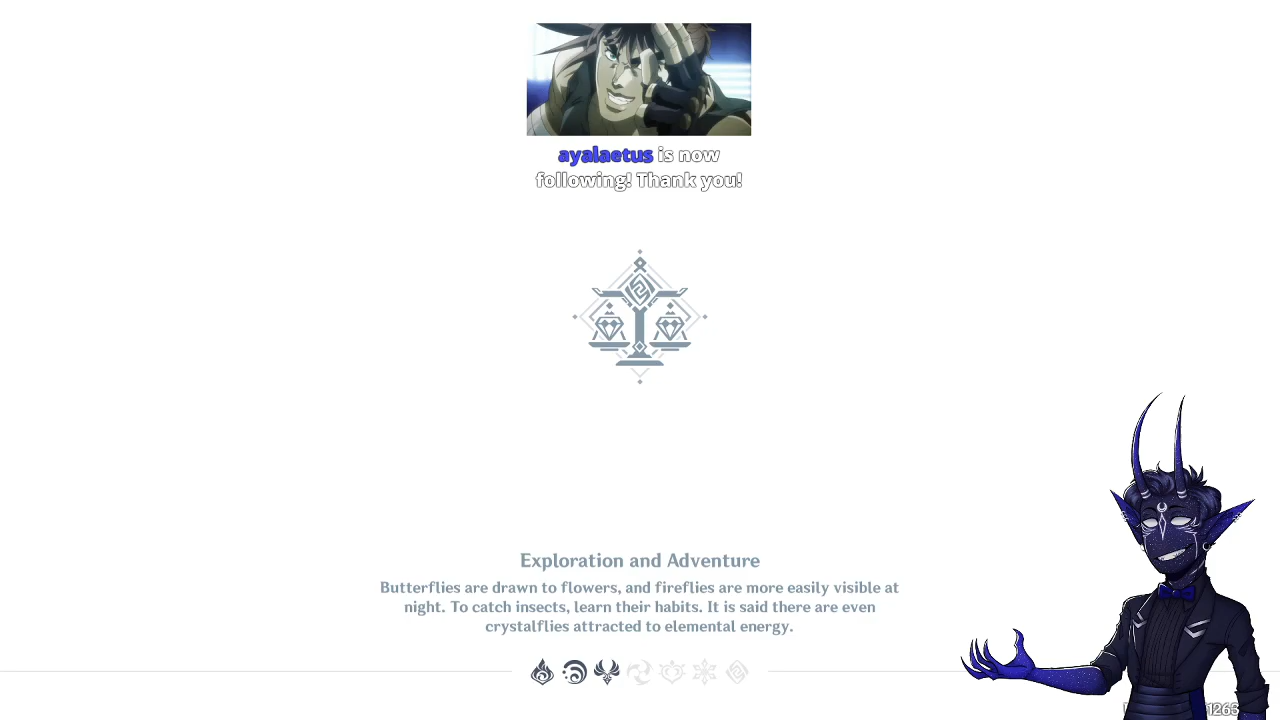 ayalaetus is now
following! Thank you!
Exploration and Adventure
Butterflies are drawn to flowers, and fireflies are more easily visible at
night. To catch insects, learn their habits. It is said there are even
crystalflies attracted to elemental energy.